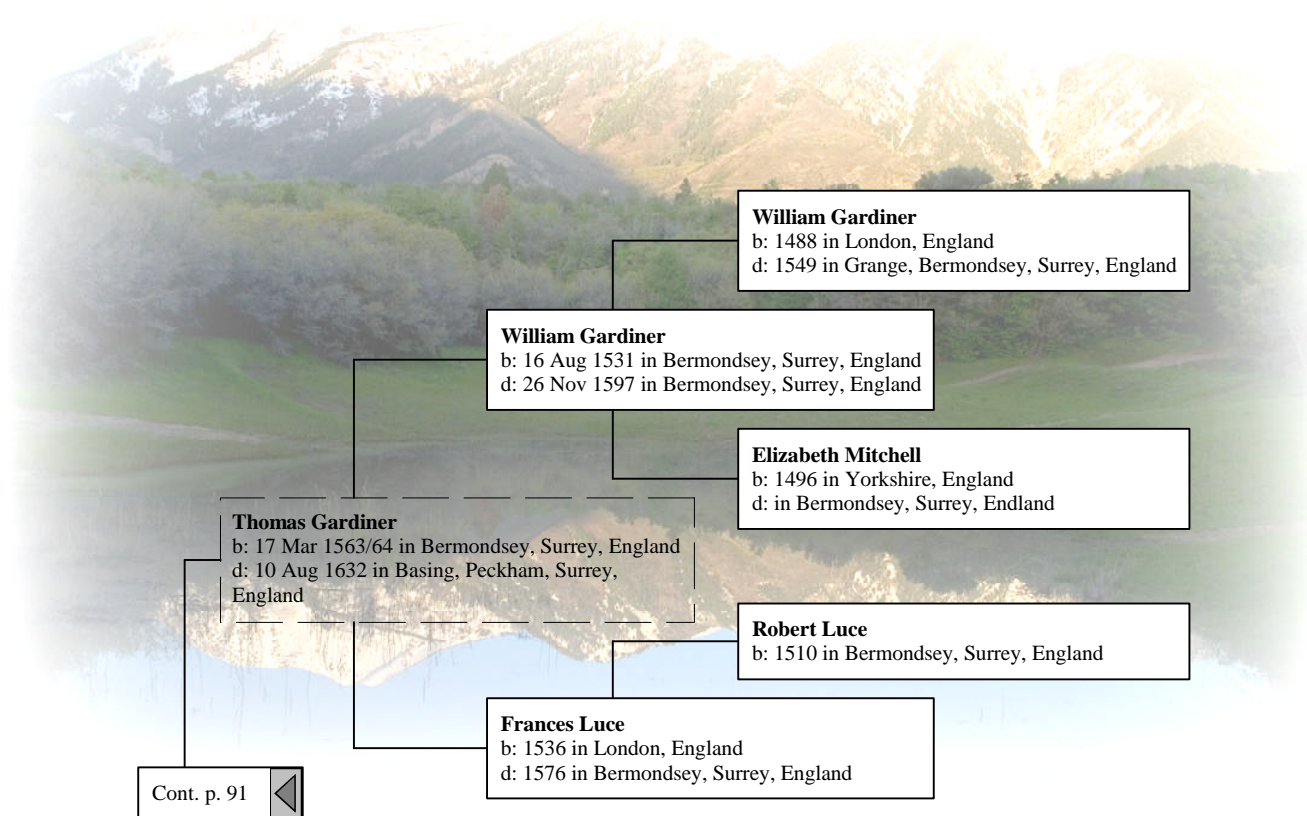 William Gardiner
b: 1488 in London, England
d: 1549 in Grange, Bermondsey, Surrey, England
William Gardiner
b: 16 Aug 1531 in Bermondsey, Surrey, England
d: 26 Nov 1597 in Bermondsey, Surrey, England
Elizabeth Mitchell
b: 1496 in Yorkshire, England
d: in Bermondsey, Surrey, Endland
Thomas Gardiner
b: 17 Mar 1563/64 in Bermondsey, Surrey, England
d: 10 Aug 1632 in Basing, Peckham, Surrey,
England
Robert Luce
b: 1510 in Bermondsey, Surrey, England
Frances Luce
b: 1536 in London, England
d: 1576 in Bermondsey, Surrey, England
Cont. p. 91